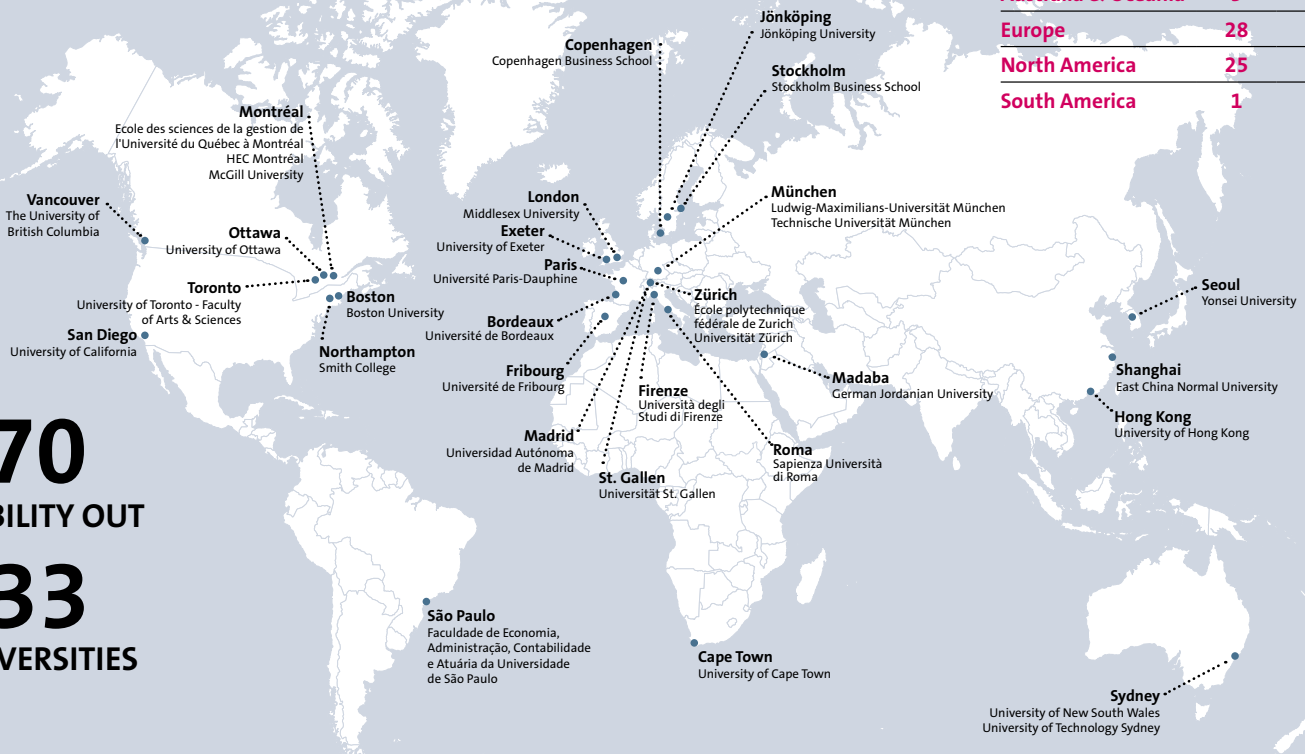 Jönköping
Jönköping University
Europe 28
North America 25
South America 1
Copenhagen
Copenhagen Business School
Stockholm
Stockholm Business School
Montréal
Ecole des sciences de la gestion de
l'Université du Québec à Montréal
HEC Montréal
McGill University
Vancouver
The University of
British Columbia
Ottawa
University of Ottawa
London
Middlesex University
Exeter
University of Exeter
Paris
Université Paris-Dauphine
München
Ludwig-Maximilians-Universität München
Technische Universität München
Toronto
University of Toronto - Faculty
of Arts & Sciences
Boston
Boston University
San Diego
University of California
Northampton
Smith College
Bordeaux
Université de Bordeaux
Fribourg
Université de Fribourg
Zürich
École polytechnique
fédérale de Zurich
Universität Zürich
Seoul
Yonsei University
Shanghai
East China Normal University
Hong Kong
University of Hong Kong
Madaba
German Jordanian University
Firenze
Università degli
Studi di Firenze
Madrid
Universidad Autónoma
de Madrid
St. Gallen
Universität St. Gallen
Roma
Sapienza Università
di Roma
70
BILITY OUT
33
VERSITIES
São Paulo
Faculdade de Economia,
Administração, Contabilidade
e Atuária da Universidade
de São Paulo
Cape Town
University of Cape Town
Sydney
University of New South Wales
University of Technology Sydney